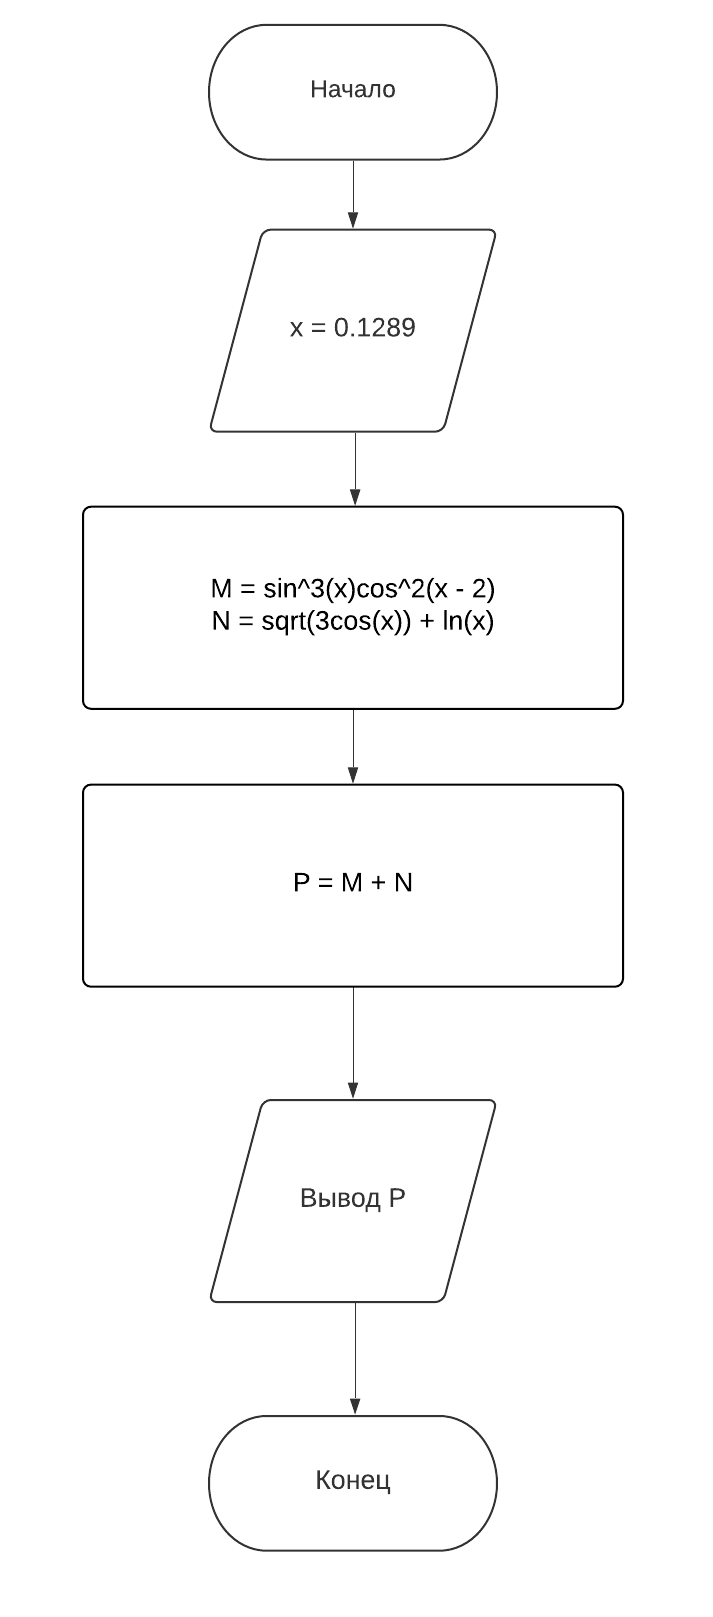 Начало
x = 0.1289
M = sin^3(x)cos^2(x - 2)
N = sqrt(3cos(x)) + ln(x)
P = M + N
Вывод P
Конец